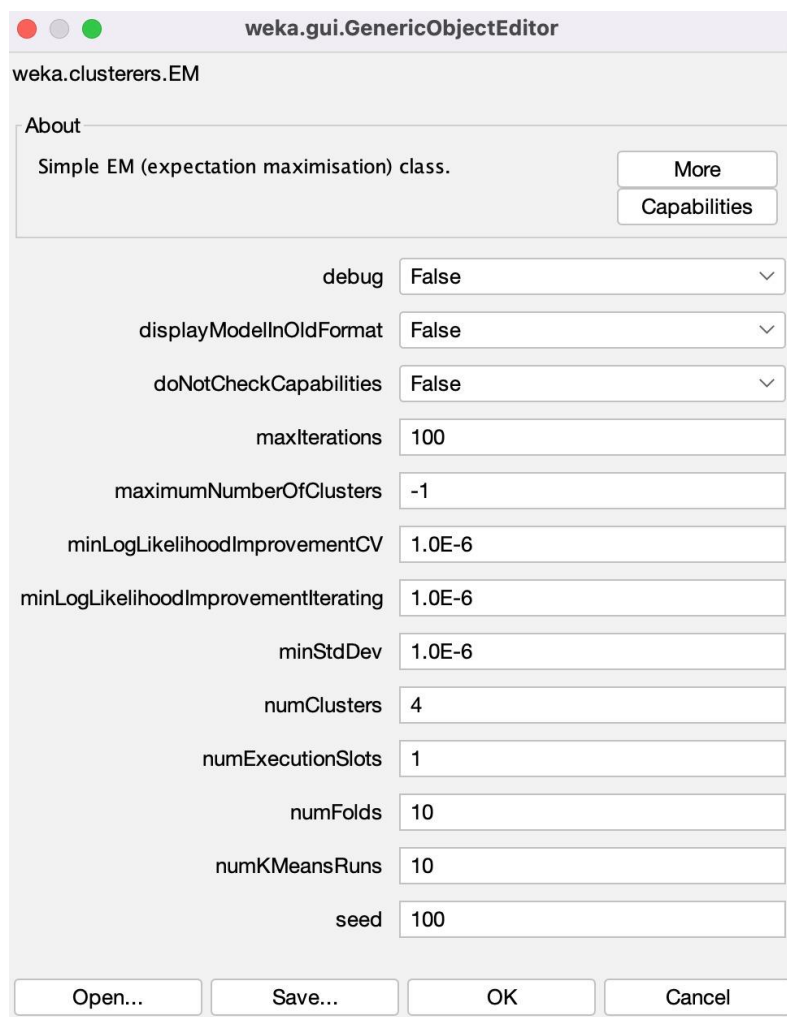 weka.gui.GenericObjectEditor
weka.clusterers.EM
About
Simple EM (expectation maximisation) class.
More
Capabilities
debug False
displayModelInOldFormat False
doNotCheckCapabilities False
maxIterations 100
maximumNumberOfClusters -1
minLogLikelihoodImprovementCV 1.0E-6
minLogLikelihoodImprovementIterating 1.0E-6
minStdDev 1.0E-6
numClusters 4
numExecutionSlots 1
numFolds 10
numKMeansRuns 10
seed 100
Open... Save... OK Cancel